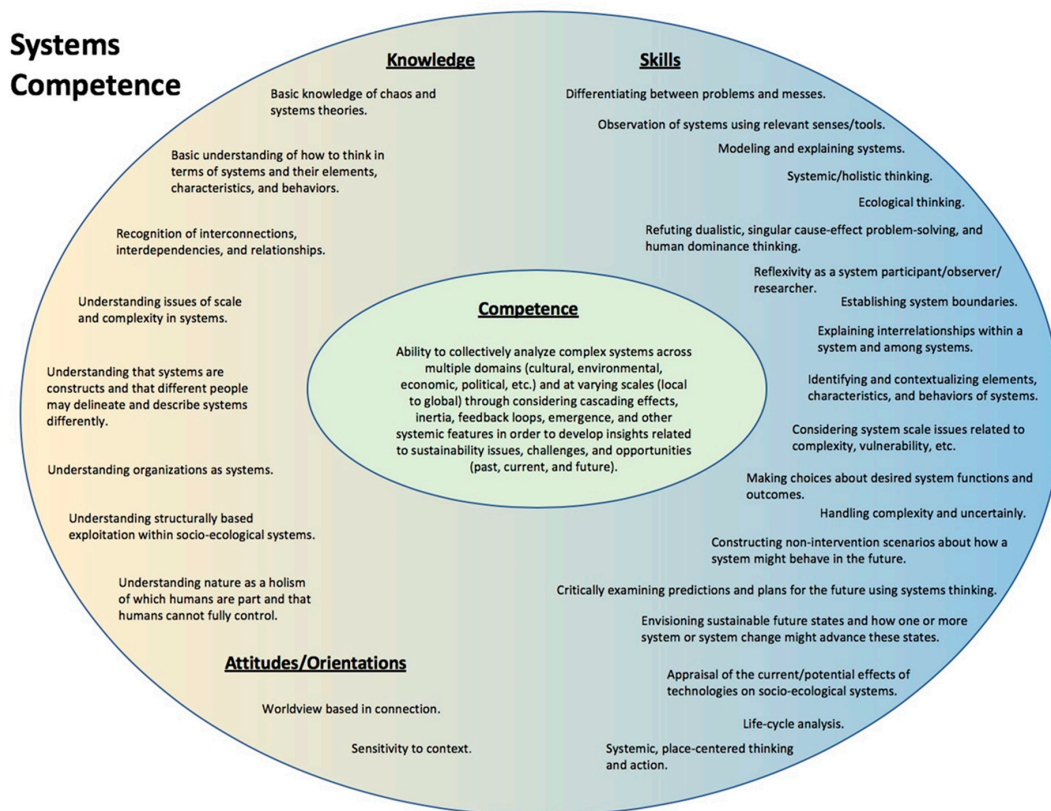 Systems
Competence
Knowledge
Basic knowledge of chaos and
systems theories.
Basic understanding of how to think in
terms of systems and their elements,
characteristics, and behaviors.
Recognition of interconnections,
interdependencies, and relationships.
Understanding issues of scale
and complexity in systems.
Understanding that systems are
constructs and that different people
may delineate and describe systems
differently.
Understanding organizations as systems.
Understanding structurally based
exploitation within socio-ecological systems.
Understanding nature as a holism
of which humans are part and that
humans cannot fully control.
Attitudes/Orientations
Worldview based in connection.
Sensitivity to context.
Competence
Ability to collectively analyze complex systems across
multiple domains (cultural, environmental,
economic, political, etc.) and at varying scales (local
to global) through considering cascading effects,
inertia, feedback loops, emergence, and other
systemic features in order to develop insights related
to sustainability issues, challenges, and opportunities
(past, current, and future).
Skills
Differentiating between problems and messes.
Observation of systems using relevant senses/tools.
Modeling and explaining systems.
Systemic/holistic thinking.
Ecological thinking.
Refuting dualistic, singular cause-effect problem-solving, and
human dominance thinking.
Reflexivity as a system participant/observer/
researcher.
Establishing system boundaries.
Explaining interrelationships within a
system and among systems.
Identifying and contextualizing elements,
characteristics, and behaviors of systems.
Considering system scale issues related to
complexity, vulnerability, etc.
Making choices about desired system functions and
outcomes.
Handling complexity and uncertainly.
Constructing non-intervention scenarios about how a
system might behave in the future.
Critically examining predictions and plans for the future using systems thinking.
Envisioning sustainable future states and how one or more
system or system change might advance these states.
Appraisal of the current/potential effects of
technologies on socio-ecological systems.
Life-cycle analysis.
Systemic, place-centered thinking
and action.